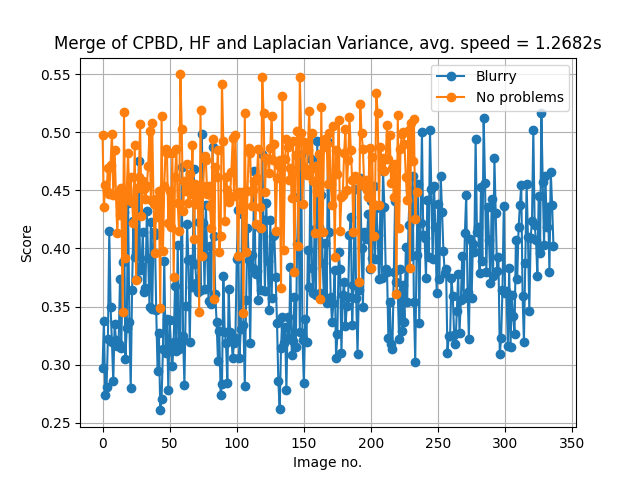 Merge of CPBD, HF and Laplacian Variance, avg. speed = 1.2682s
Blurry
No problems
0.55
0.50
0.45
0.40
0.35
0.30
0.25
Score
0 50 100 150 200 250 300 350
Image no.